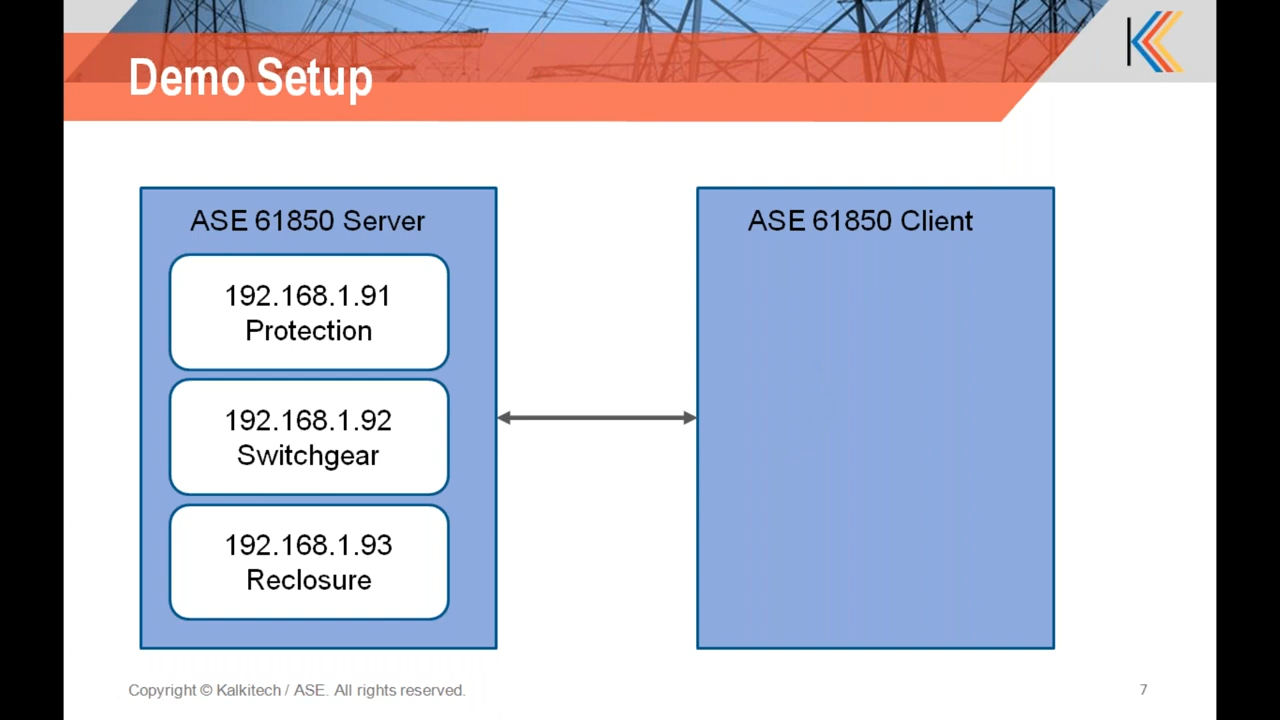 Demo Setup
ASE 61850 Server
192.168.1.91
Protection
192.168.1.92
Switchgear
192.168.1.93
Reclosure
ASE 61850 Client
Copyright © Kalkitech / ASE. All rights reserved.
7